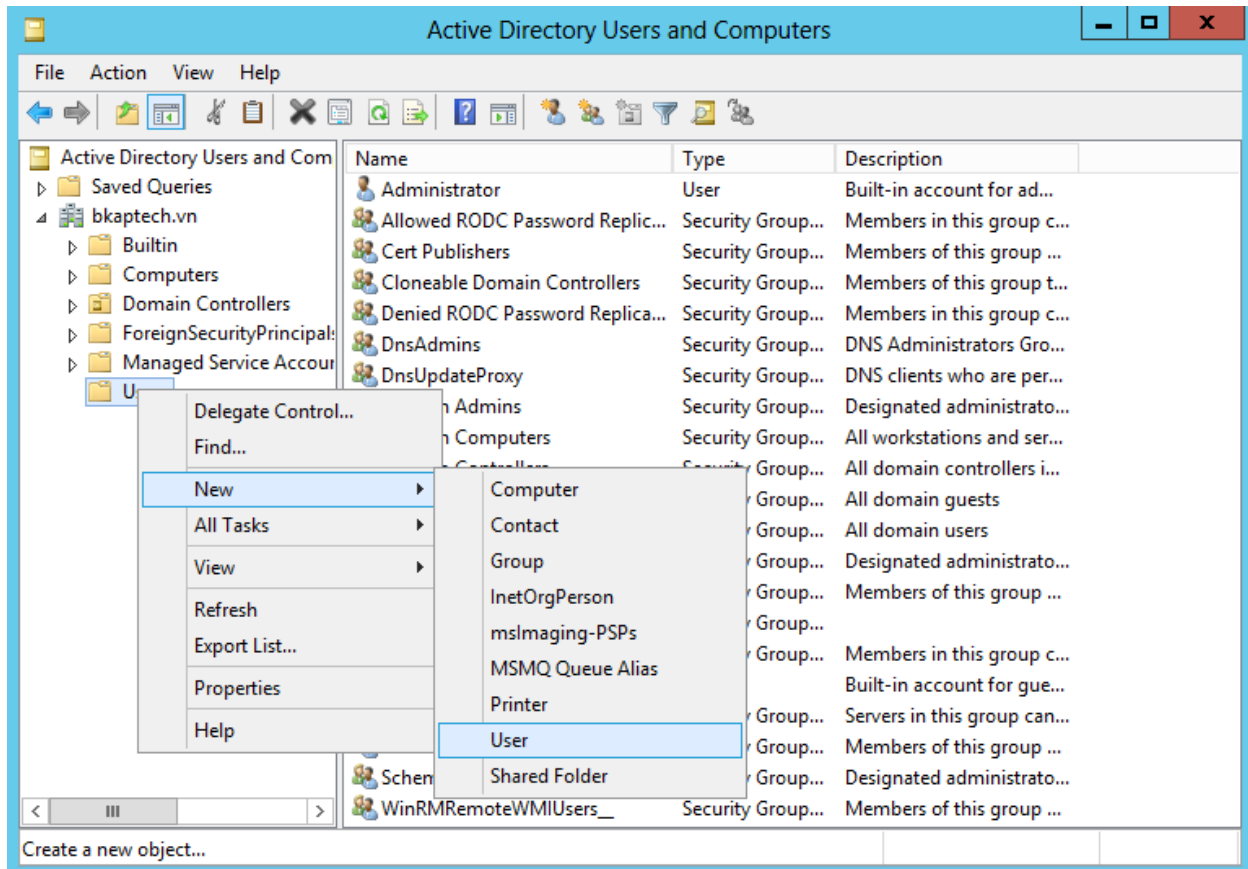 Active Directory Users and Computers
File Action View Help
Active Directory Users and Com
Saved Queries
bkaptech.vn
Builtin
Computers
Domain Controllers
ForeignSecurityPrincipal:
Managed Service Accour
Name Type Description
Administrator User Built-in account for ad...
Allowed RODC Password Replic... Security Group... Members in this group c...
Cert Publishers Security Group... Members of this group ...
Cloneable Domain Controllers Security Group... Members of this group t...
Denied RODC Password Replica... Security Group... Members in this group c...
DnsAdmins Security Group... DNS Administrators Gro...
DnsUpdateProxy Security Group... DNS clients who are per...
Admins Security Group... Designated administrato...
Computers Security Group... All workstations and ser...
Security Group... All domain controllers i...
Group... All domain guests
Group... All domain users
Group... Designated administrato...
Group... Members of this group ...
Group...
Group... Members in this group c...
Built-in account for gue...
Group... Servers in this group can...
Group... Members of this group ...
Schem Group... Designated administrato...
WinRMRemoteWMIUsers__ Security Group... Members of this group ...
Delegate Control...
Find...
New
All Tasks
View
Refresh
Export List...
Properties
Help
Computer
Contact
Group
InetOrgPerson
msImaging-PSPs
MSMQ Queue Alias
Printer
User
Shared Folder
Create a new object...